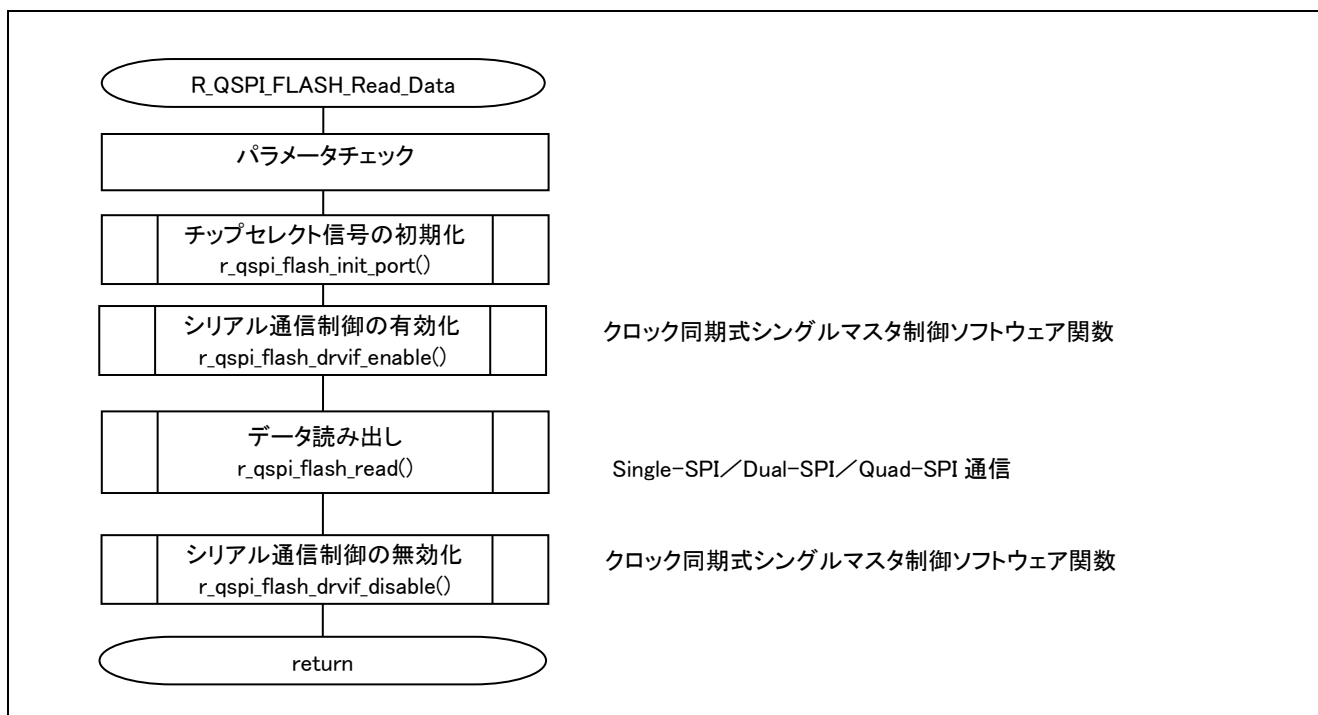 R_QSPI_FLASH_Read_Data
パラメータチェック
チップセレクト信号の初期化
r_qspi_flash_init_port()
シリアル通信制御の有効化
r_qspi_flash_drvif_enable()
クロック同期式シングルマスタ制御ソフトウェア関数
データ読み出し
r_qspi_flash_read()
Single-SPI／Dual-SPI／Quad-SPI 通信
シリアル通信制御の無効化
r_qspi_flash_drvif_disable()
クロック同期式シングルマスタ制御ソフトウェア関数
return